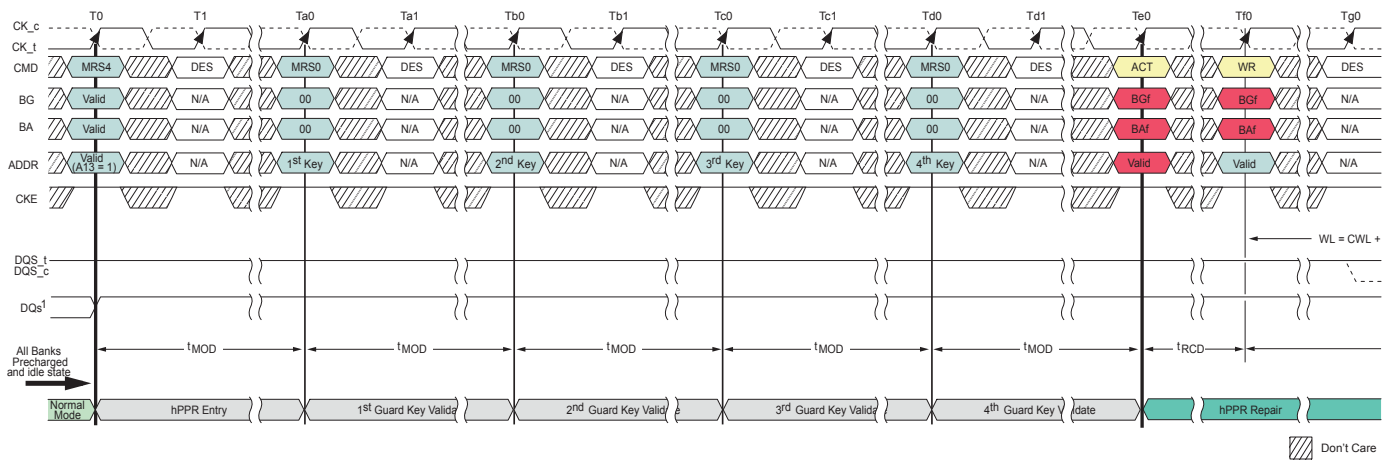 T0 T1 Ta0 Ta1 Tb0 Tb1 Tc0 Tc1 Td0 Td1 Te0 Tf0 Tg0
CK_c
CK_t
CMD MRS4 DES MRS0 DES MRS0 DES MRS0 DES MRS0 DES ACT WR DES
BG Valid N/A 00 N/A 00 N/A 00 N/A 00 N/A BGf BGf N/A
BA Valid N/A 00 N/A 00 N/A 00 N/A 00 N/A BAf BAf N/A
ADDR Valid (A13 = 1) N/A 1st Key N/A 2nd Key N/A 3rd Key N/A 4th Key N/A Valid Valid N/A
CKE
WL = CWL +
DQS_t
DQS_c
DQs1
tMOD tMOD tMOD tMOD tMOD tRCD
All Banks
Precharged
and idle state
Normal Mode hPPR Entry 1st Guard Key Valida 2nd Guard Key Valid e 3rd Guard Key Valida 4th Guard Key V idate hPPR Repair
Don't Care